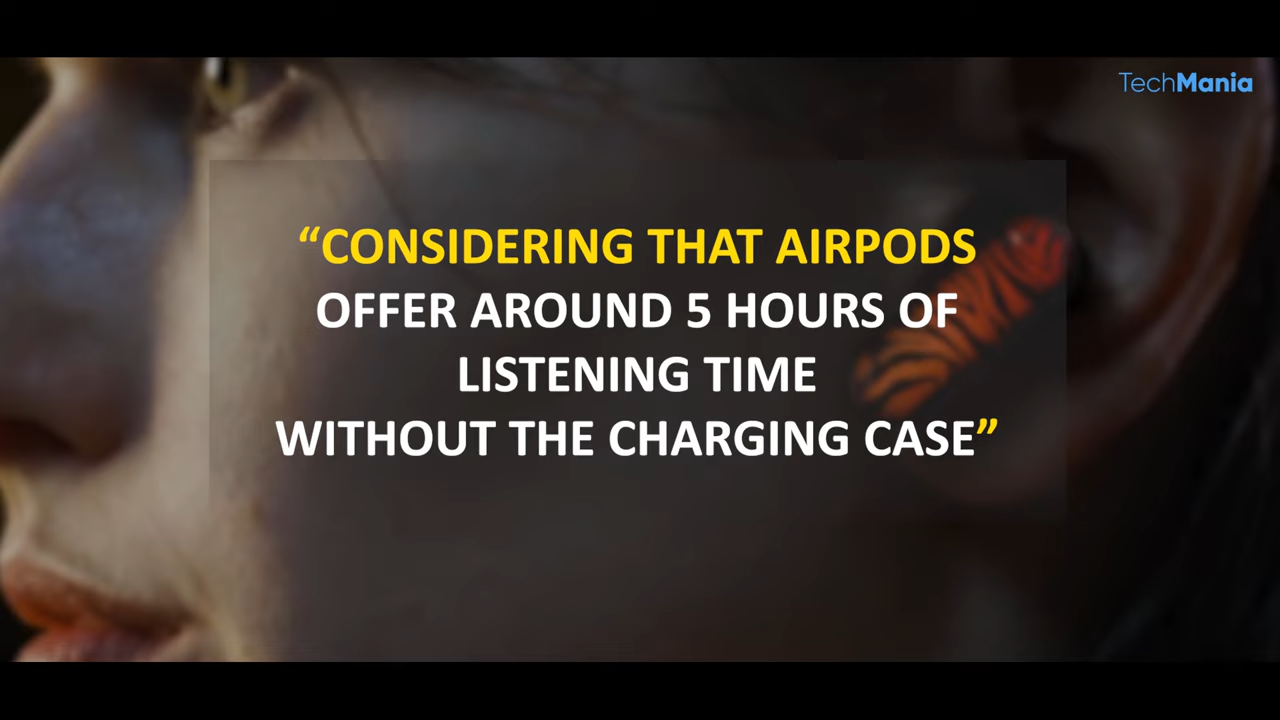 TechMania
“CONSIDERING THAT AIRPODS
OFFER AROUND 5 HOURS OF
LISTENING TIME
WITHOUT THE CHARGING CASE”